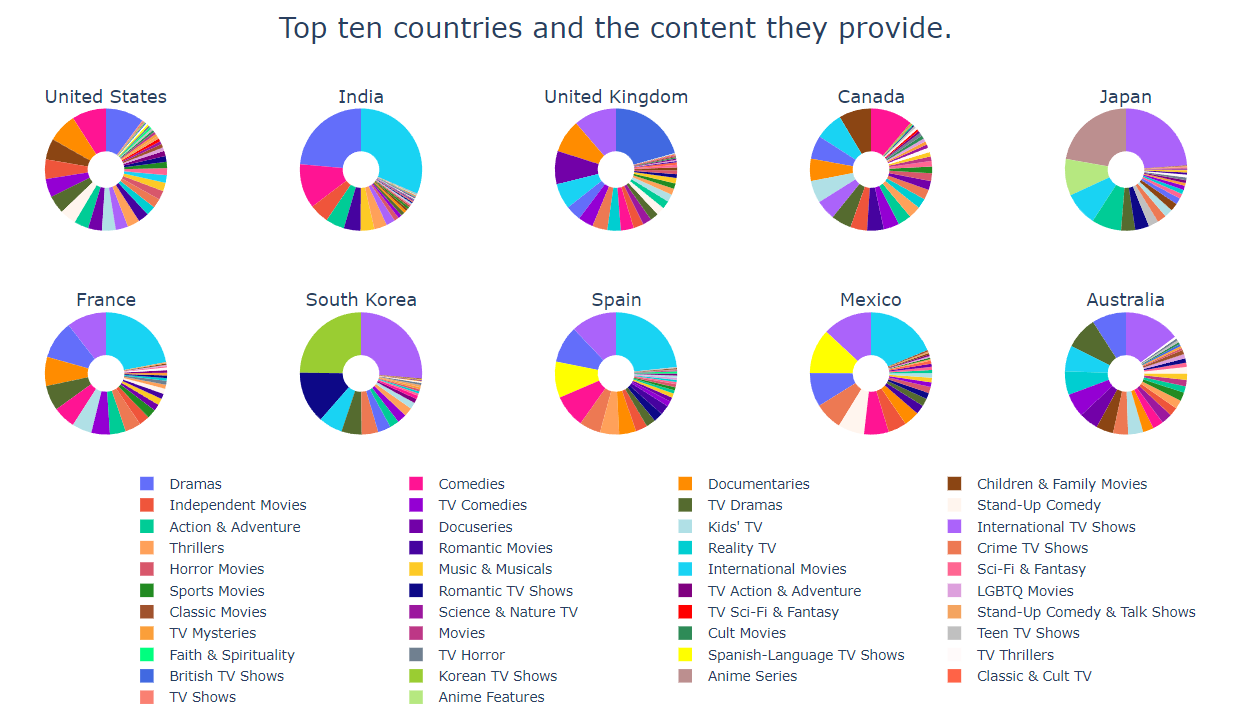 Top ten countries and the content they provide.
United States
India
United Kingdom
Canada
Japan
France
South Korea
Spain
Mexico
Australia
Dramas
Comedies
Documentaries
Children & Family Movies
Independent Movies
TV Comedies
TV Dramas
Stand-Up Comedy
Action & Adventure
Docuseries
Kids' TV
International TV Shows
Thrillers
Romantic Movies
Reality TV
Crime TV Shows
Horror Movies
Music & Musicals
International Movies
Sci-Fi & Fantasy
Sports Movies
Romantic TV Shows
TV Action & Adventure
LGBTQ Movies
Classic Movies
Science & Nature TV
TV Sci-Fi & Fantasy
Stand-Up Comedy & Talk Shows
TV Mysteries
Movies
Cult Movies
Teen TV Shows
Faith & Spirituality
TV Horror
Spanish-Language TV Shows
TV Thrillers
British TV Shows
Korean TV Shows
Anime Series
Classic & Cult TV
TV Shows
Anime Features